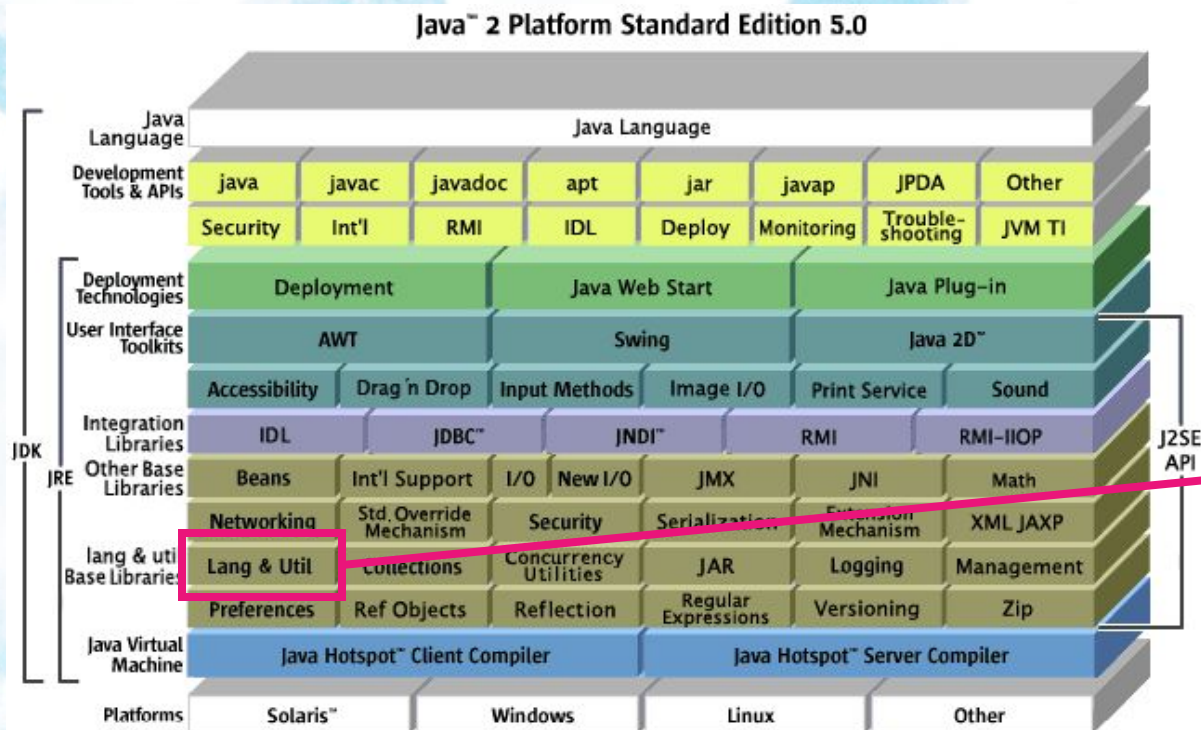 Java™ 2 Platform Standard Edition 5.0
Java
Language
Java Language
Development
Tools & APIs
java javac javadoc apt jar javap JPDA Other
Security Int'l RMI IDL Deploy Monitoring Trouble-
shooting JVM TI
Deployment
Technologies
Deployment Java Web Start Java Plug-in
User Interface
Toolkits
AWT Swing Java 2D™
Accessibility Drag 'n Drop Input Methods Image I/O Print Service Sound
Integration
Libraries
IDL JDBC™ JNDI™ RMI RMI-IIOP
JDK
JRE
J2SE
API
Other Base
Libraries
Beans Int'l Support I/O New I/O JMX JNI Math
Networking Std. Override
Mechanism Security Serialization Extension
Mechanism XML JAXP
lang & uti
Base Libraries
Lang & Util Collections Concurrency
Utilities JAR Logging Management
Preferences Ref Objects Reflection Regular
Expressions Versioning Zip
Java Virtual
Machine
Java Hotspot™ Client Compiler Java Hotspot™ Server Compiler
Platforms Solaris™ Windows Linux Other